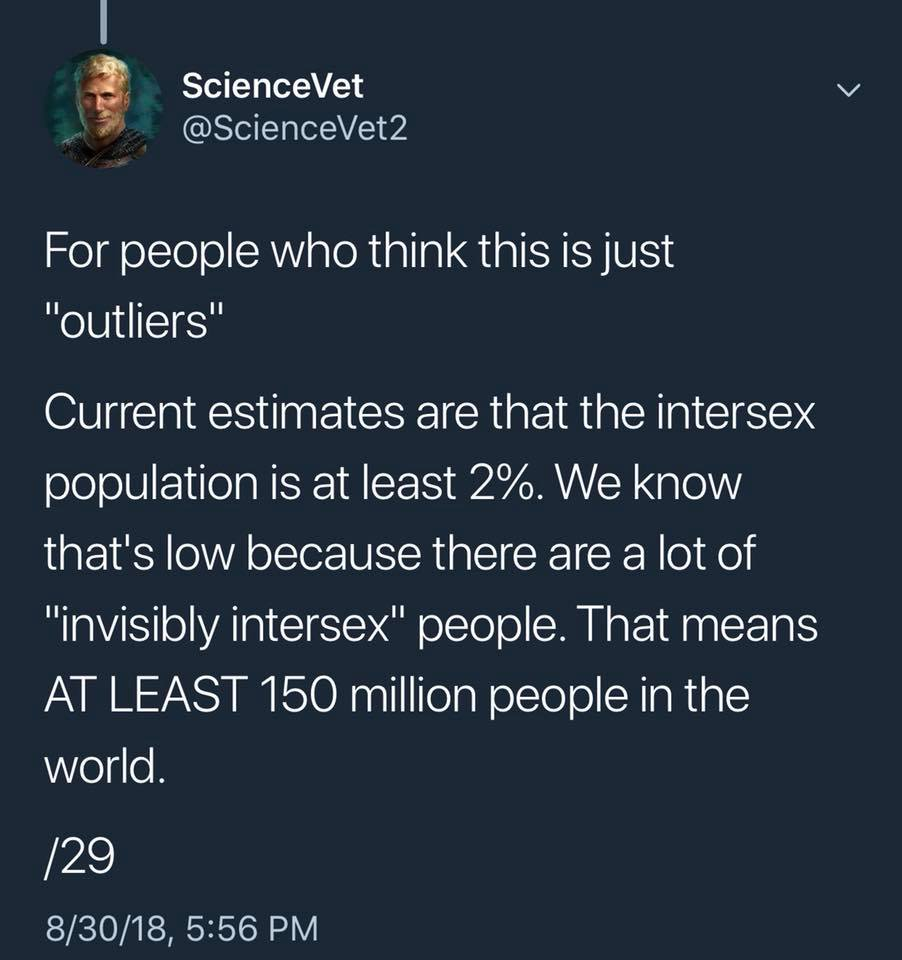 ScienceVet
@ScienceVet2
For people who think this is just
"outliers"
Current estimates are that the intersex
population is at least 2%. We know
that's low because there are a lot of
"invisibly intersex" people. That means
AT LEAST 150 million people in the
world.
/29
8/30/18, 5:56 PM